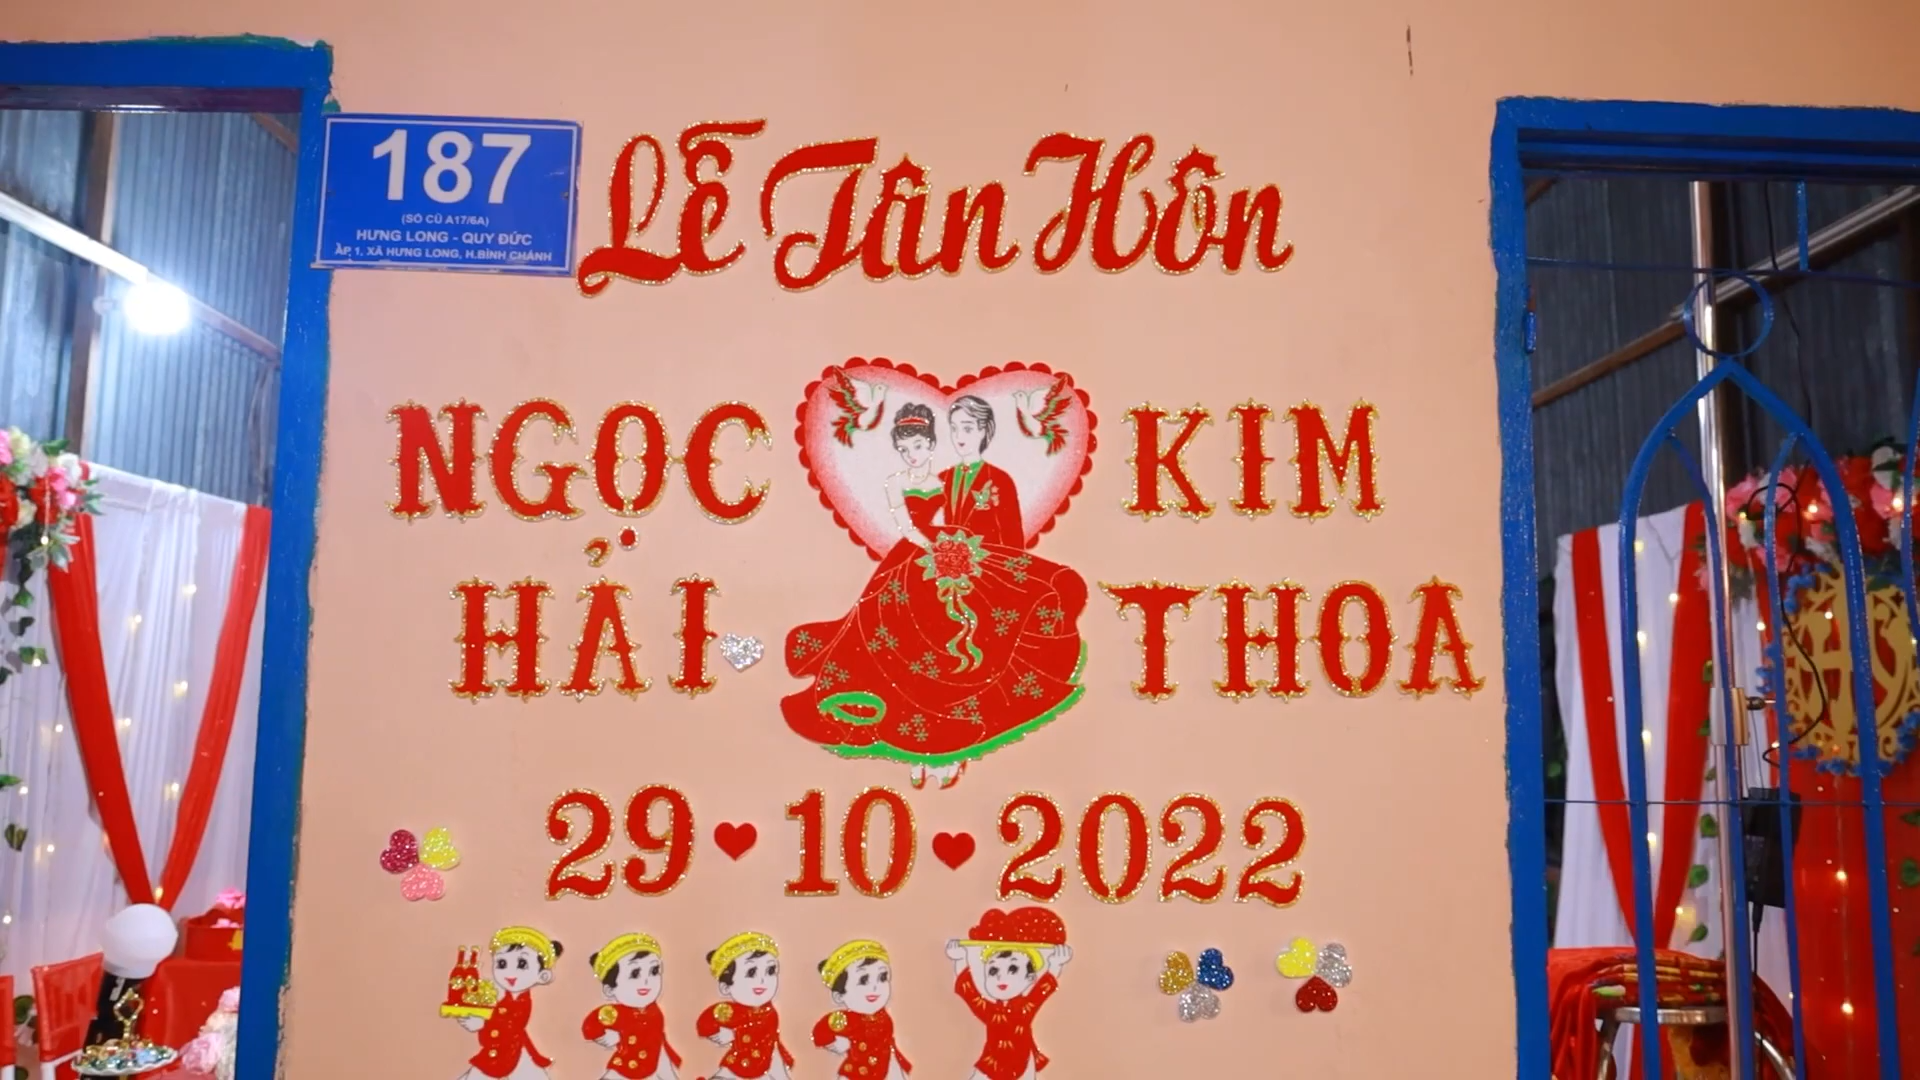 187
(SỐ CŨ A17/6A)
HƯNG LONG - QUY ĐỨC
ẤP 1, XÃ HƯNG LONG, H.BÌNH CHÁNH
Lễ Tân Hôn
NGỌC HẢI
KIM THOA
29 10 2022